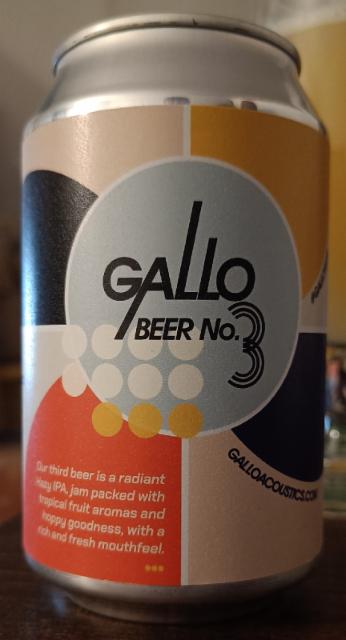 GALLO
BEER No. 3
GALLOACOUSTICS.COM
Our third beer is a radiant
Hazy IPA, jam packed with
tropical fruit aromas and
hoppy goodness, with a
rich and fresh mouthfeel.